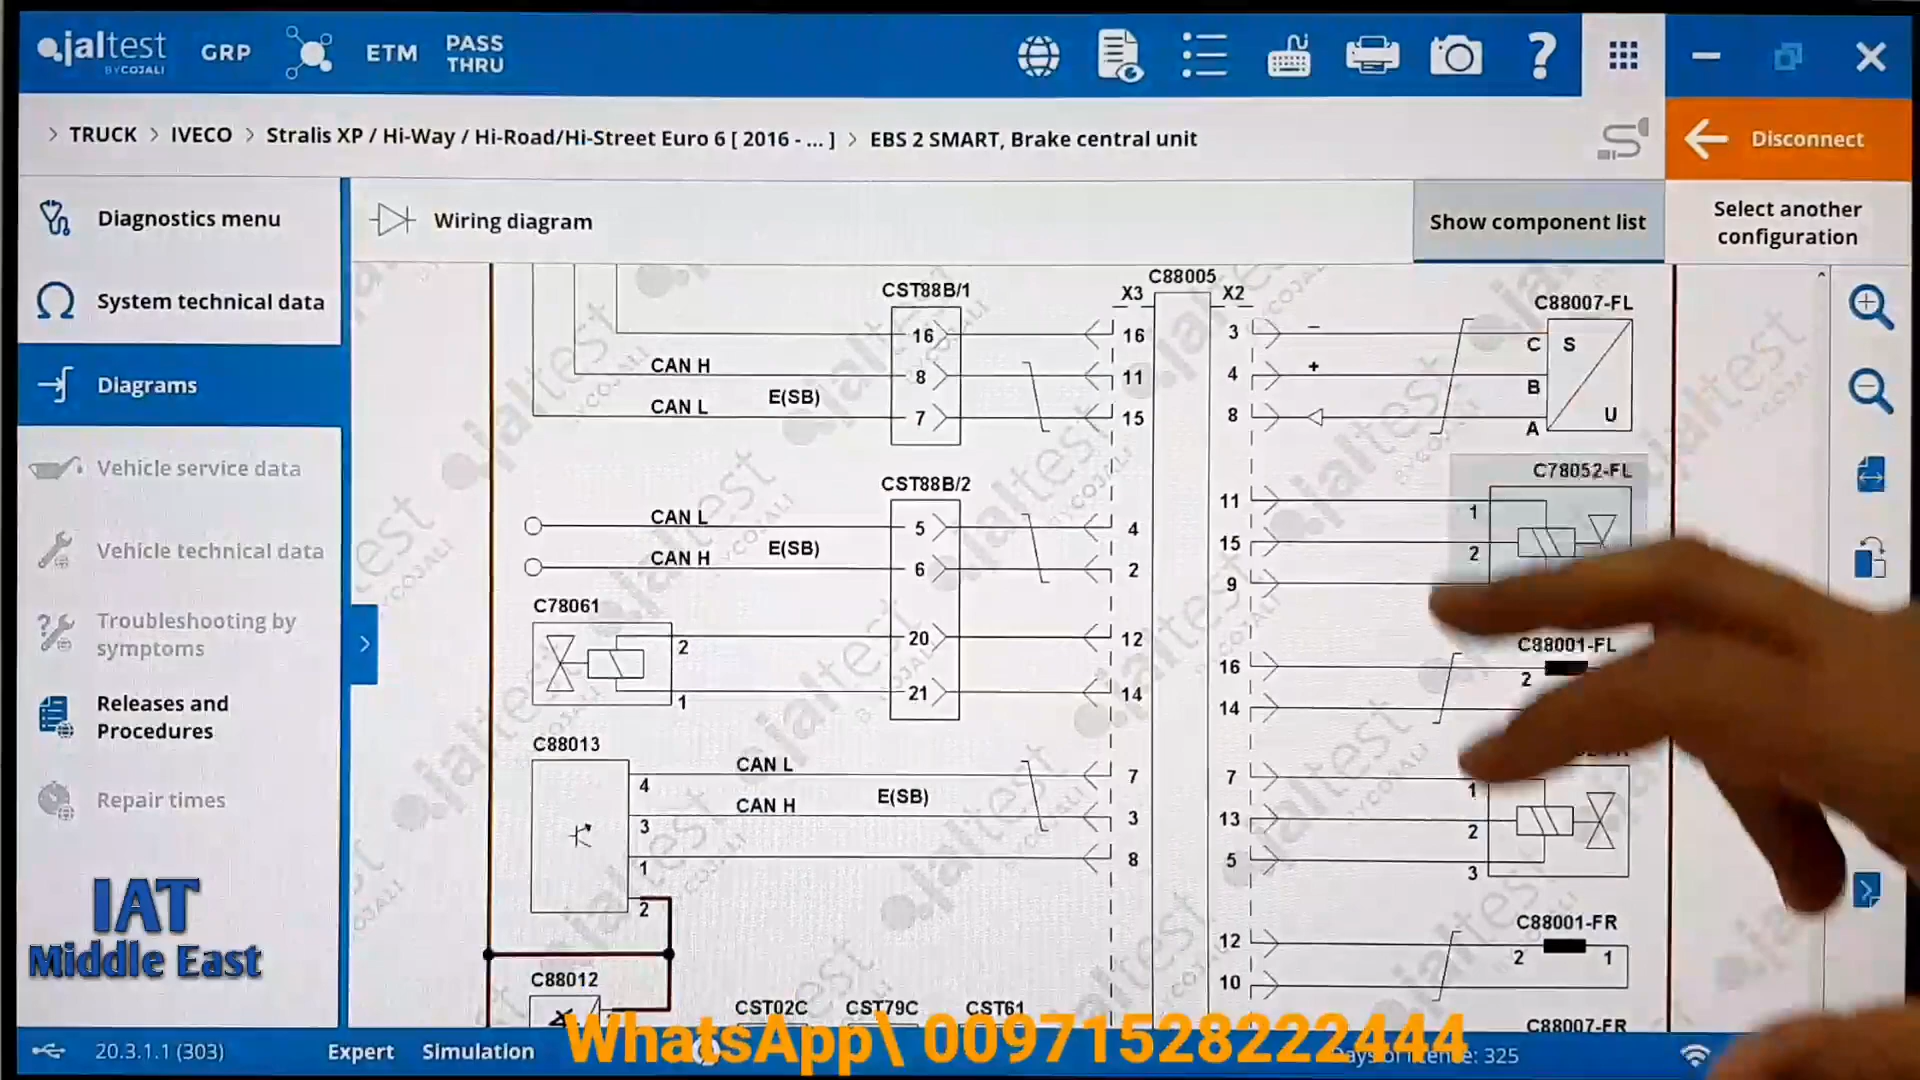 jaltest
BY COJALI
GRP
ETM
PASS
THRU
?
> TRUCK > IVECO > Stralis XP / Hi-Way / Hi-Road/Hi-Street Euro 6 [ 2016 - ... ] > EBS 2 SMART, Brake central unit
Disconnect
Diagnostics menu
System technical data
Diagrams
Vehicle service data
Vehicle technical data
Troubleshooting by
symptoms
Releases and
Procedures
Repair times
IAT
Middle East
Wiring diagram
Show component list
Select another
configuration
CST88B/1
16
CAN H
8
E(SB)
CAN L
7
CST88B/2
CAN L
5
E(SB)
CAN H
6
C78061
2
20
1
21
C88013
4
CAN L
E(SB)
3
CAN H
1
2
C88012
CST02C
CST79C
CST61
C88005
X3
X2
16
11
15
4
2
12
14
7
3
8
3
4
8
11
15
9
16
14
7
13
5
12
10
–
+
C88007-FL
C
S
B
U
A
C78052-FL
1
2
C88001-FL
2
1
2
3
C88001-FR
2
1
C88007-FR
20.3.1.1 (303)
Expert
Simulation
WhatsApp\ 00971528222444
: 325